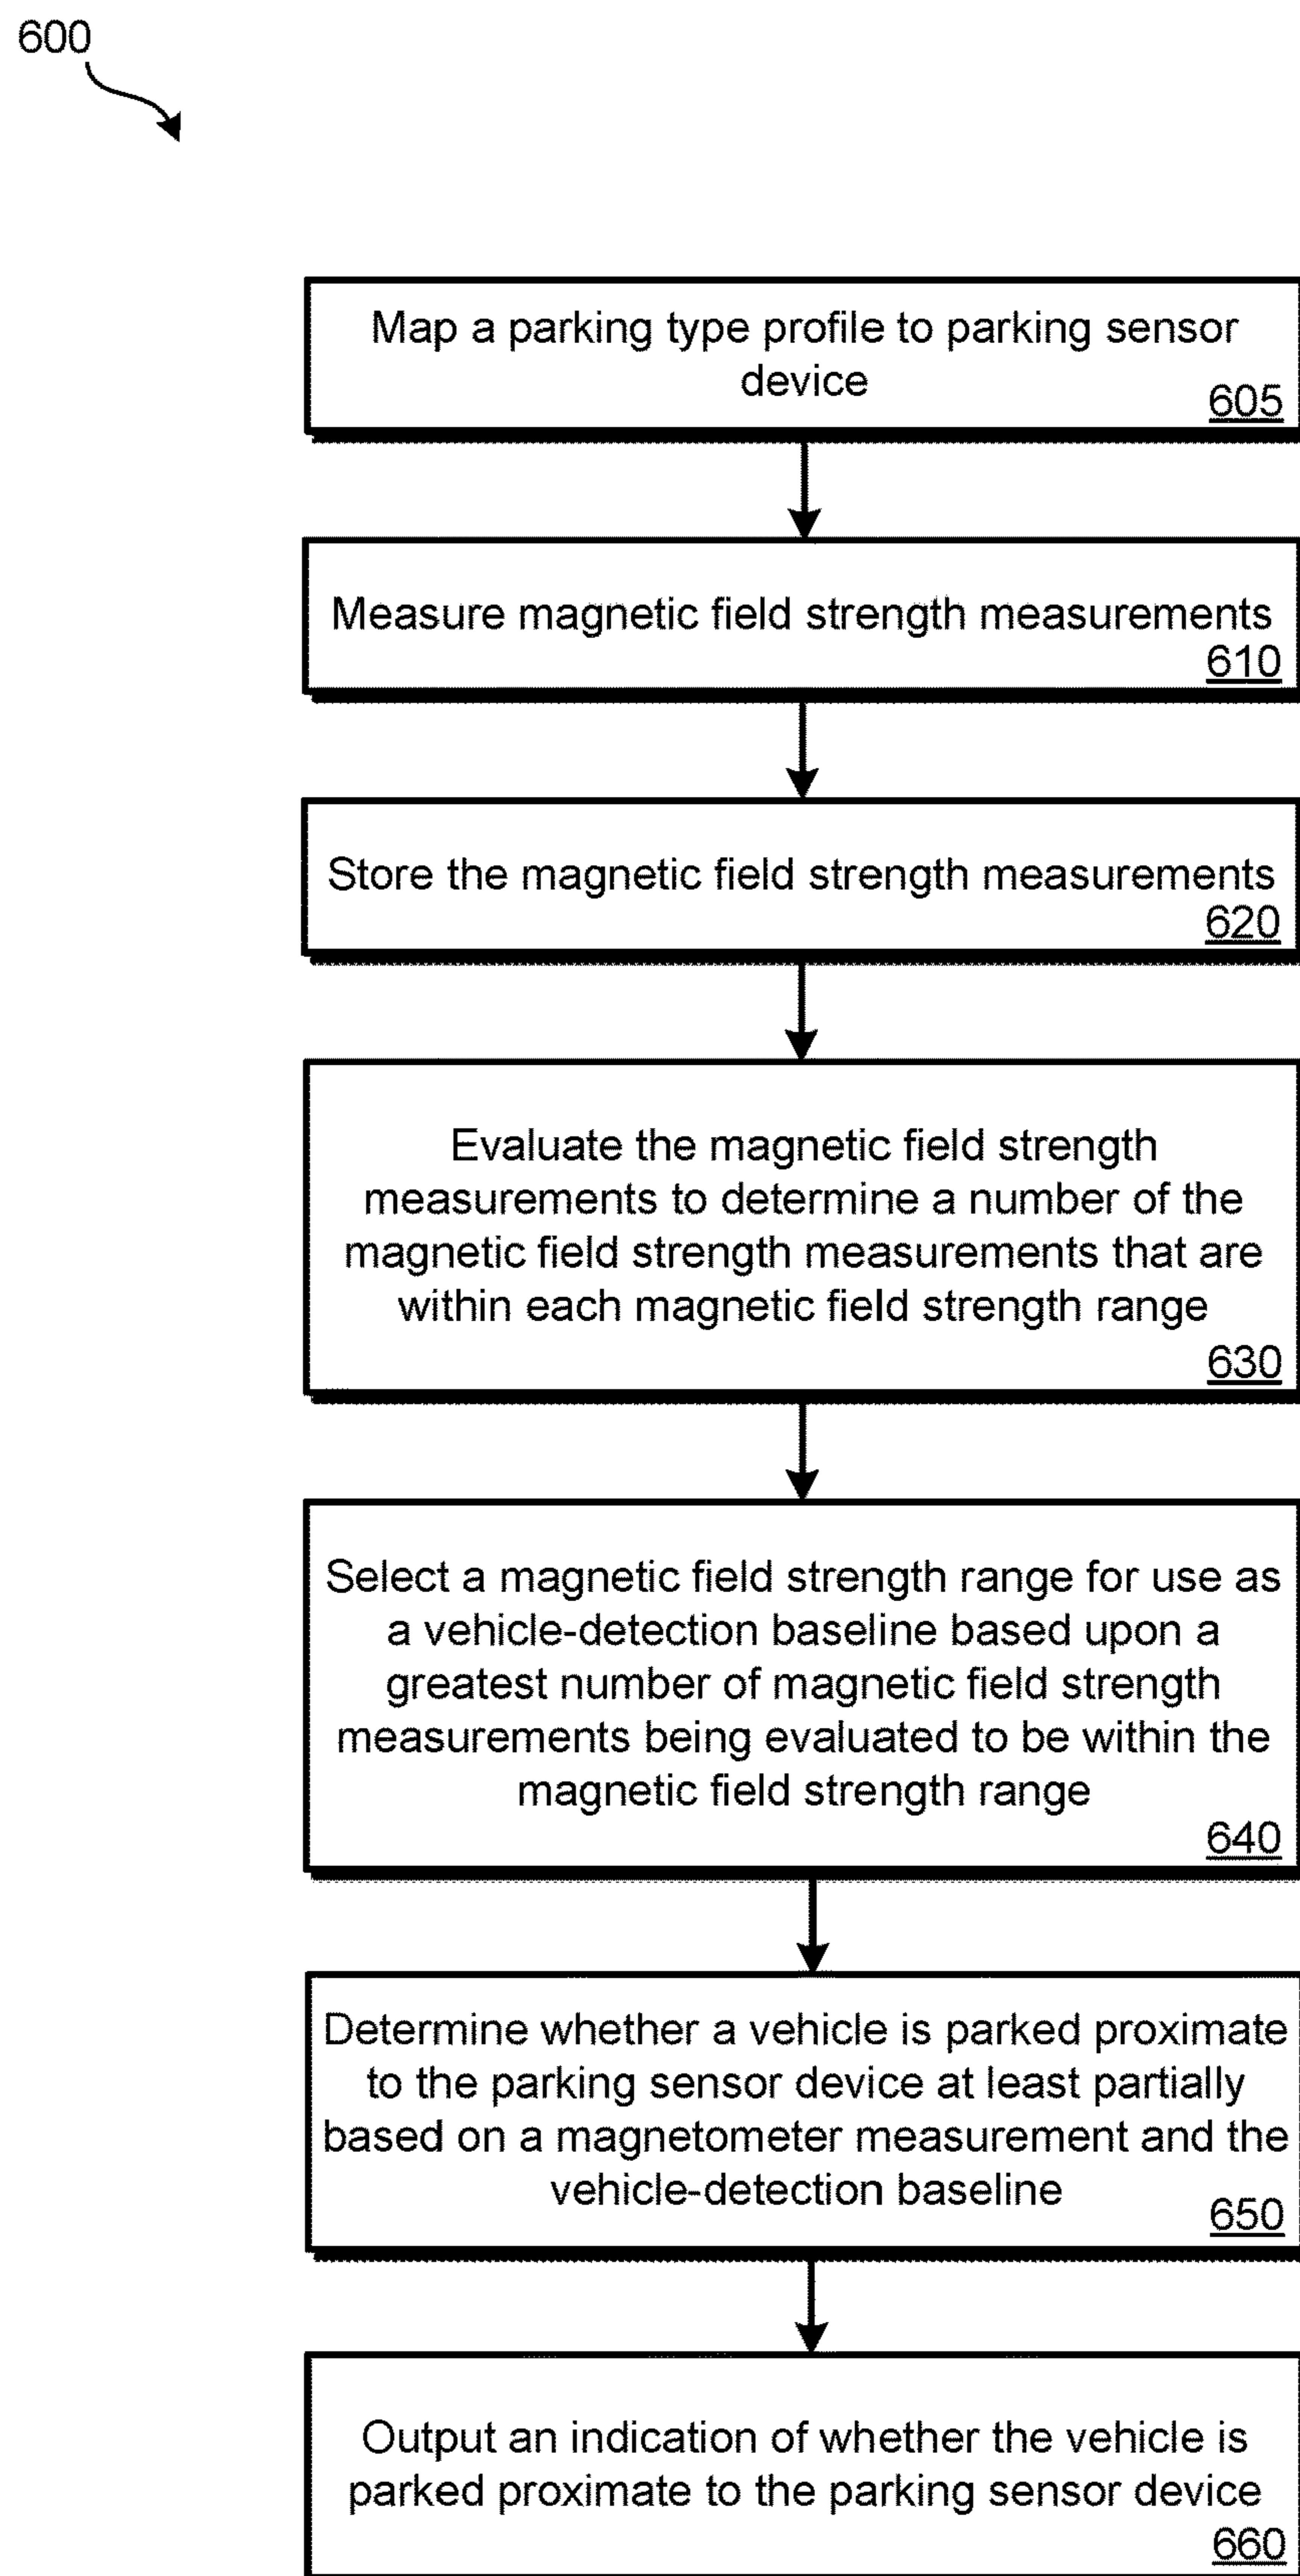 600
Map a parking type profile to parking sensor
device
605
Measure magnetic field strength measurements
610
Store the magnetic field strength measurements
620
Evaluate the magnetic field strength
measurements to determine a number of the
magnetic field strength measurements that are
within each magnetic field strength range
630
Select a magnetic field strength range for use as
a vehicle-detection baseline based upon a
greatest number of magnetic field strength
measurements being evaluated to be within the
magnetic field strength range
640
Determine whether a vehicle is parked proximate
to the parking sensor device at least partially
based on a magnetometer measurement and the
vehicle-detection baseline
650
Output an indication of whether the vehicle is
parked proximate to the parking sensor device
660